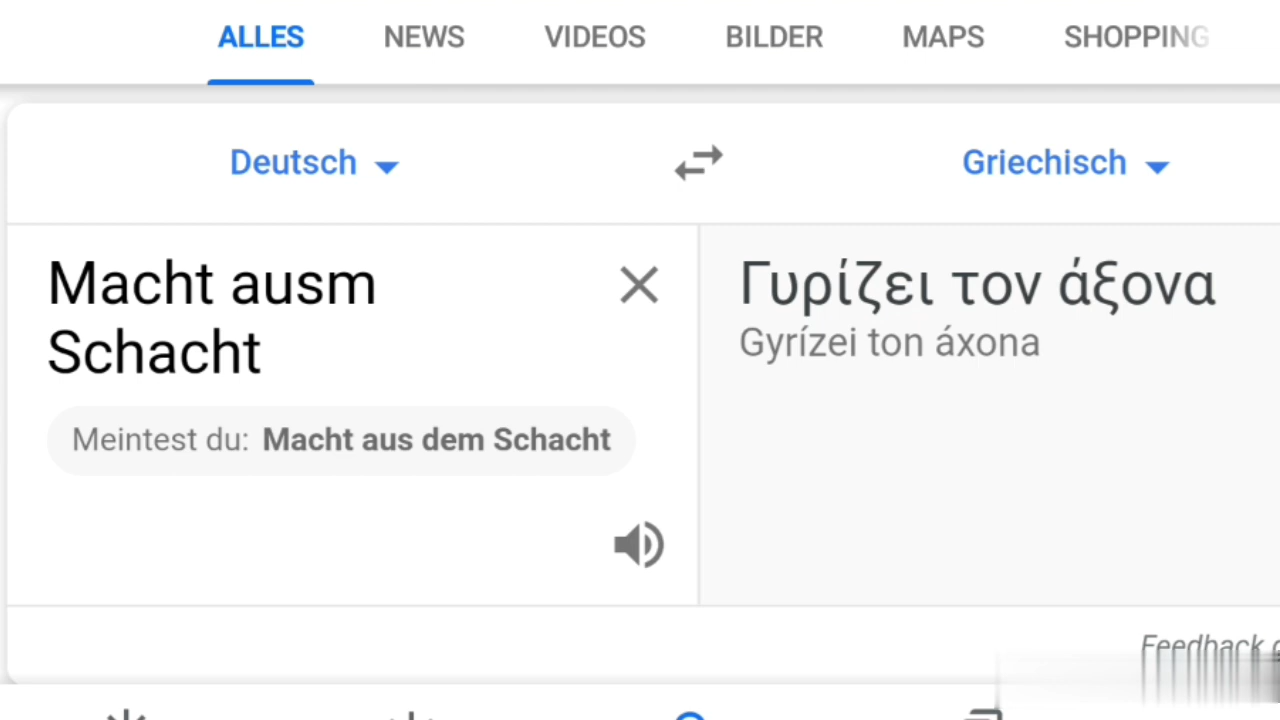 ALLES NEWS VIDEOS BILDER MAPS SHOPPING
Deutsch Griechisch
Macht ausm
Schacht
Meintest du: Macht aus dem Schacht
Γυρίζει τον άξονα
Gyrízei ton áxona
Feedback